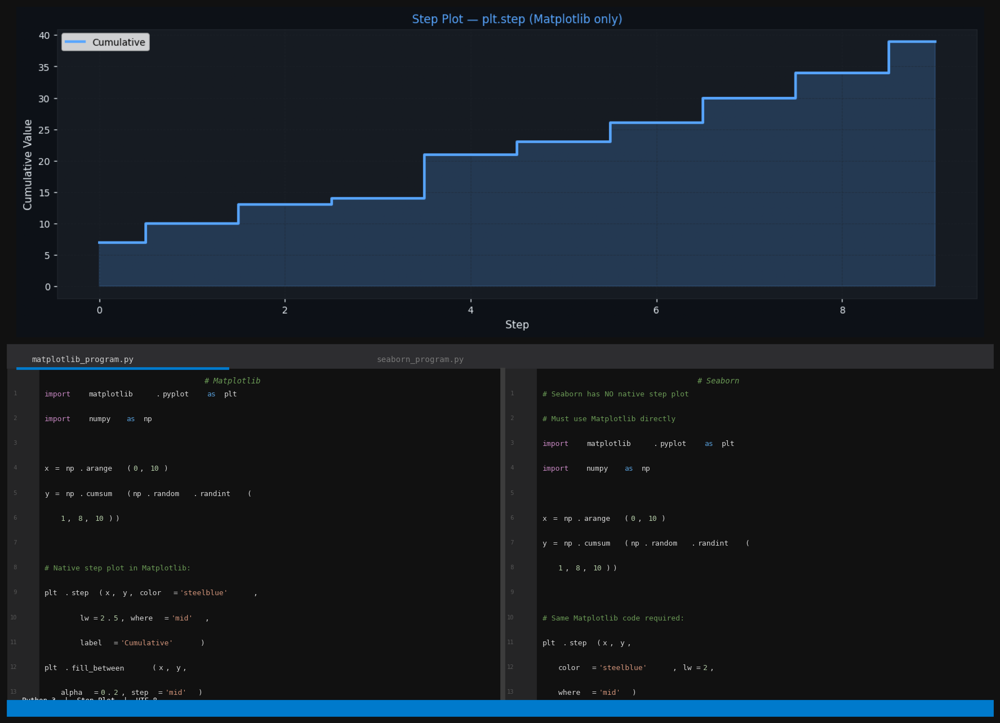 Step Plot — plt.step (Matplotlib only)
Cumulative
40
35
30
25
20
15
10
5
0
Cumulative Value
0 2 4 6 8
Step
matplotlib_program.py
seaborn_program.py
# Matplotlib
1 import matplotlib .pyplot as plt
2 import numpy as np
3
4 x = np .arange (0, 10 )
5 y = np .cumsum (np .random .randint (
6 1, 8, 10 ))
7
8 # Native step plot in Matplotlib:
9 plt .step (x, y, color ='steelblue' ,
10 lw =2.5, where ='mid' ,
11 label ='Cumulative' )
12 plt .fill_between (x, y,
13 alpha =0.2, step ='mid' )
# Seaborn
1 # Seaborn has NO native step plot
2 # Must use Matplotlib directly
3 import matplotlib .pyplot as plt
4 import numpy as np
5
6 x = np .arange (0, 10 )
7 y = np .cumsum (np .random .randint (
8 1, 8, 10 ))
9
10 # Same Matplotlib code required:
11 plt .step (x, y,
12 color ='steelblue' , lw =2,
13 where ='mid' )
Python 3 | Step Plot | UTF-8